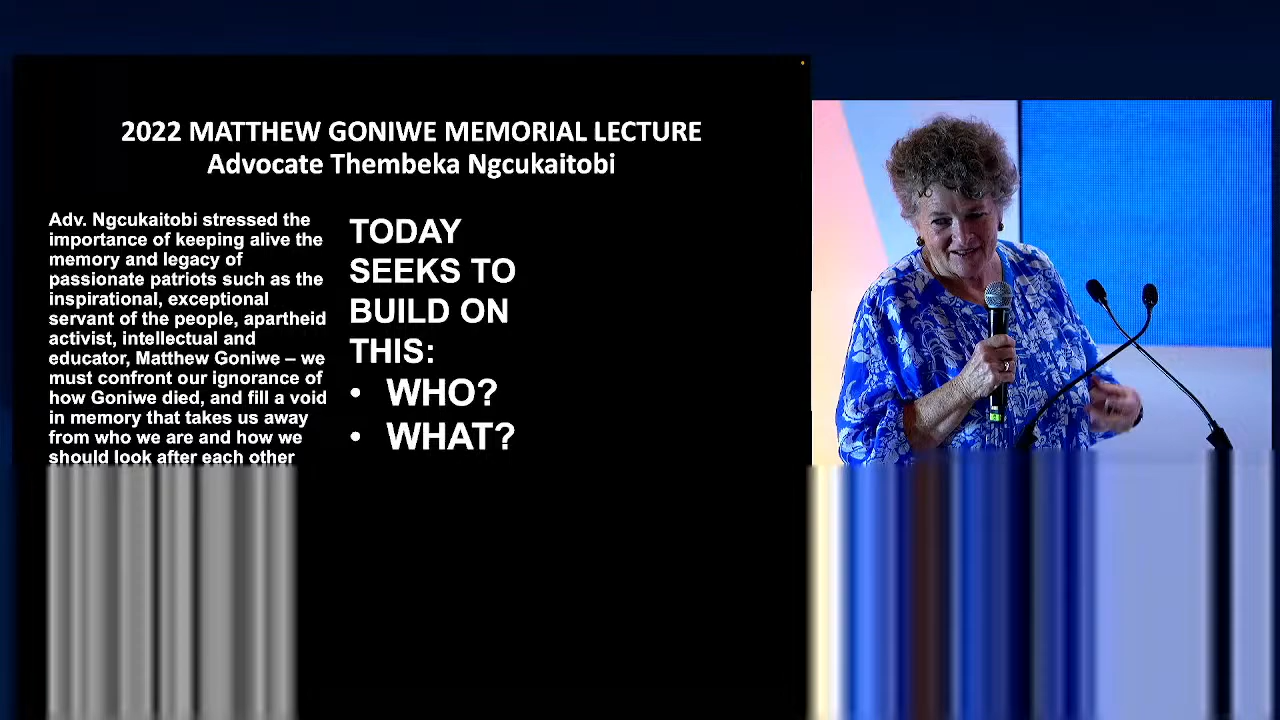 2022 MATTHEW GONIWE MEMORIAL LECTURE
Advocate Thembeka Ngcukaitobi
Adv. Ngcukaitobi stressed the
importance of keeping alive the
memory and legacy of
passionate patriots such as the
inspirational, exceptional
servant of the people, apartheid
activist, intellectual and
educator, Matthew Goniwe – we
must confront our ignorance of
how Goniwe died, and fill a void
in memory that takes us away
from who we are and how we
should look after each other
TODAY
SEEKS TO
BUILD ON
THIS:
• WHO?
• WHAT?